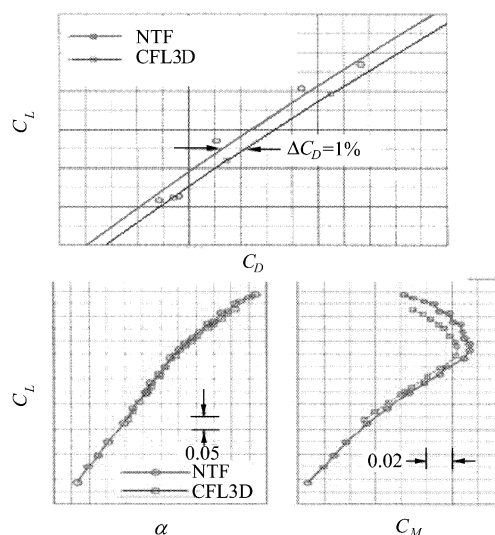 NTF
CFL3D
C_L
ΔC_D=1%
C_D
C_L
0.05
NTF
CFL3D
α
0.02
C_M